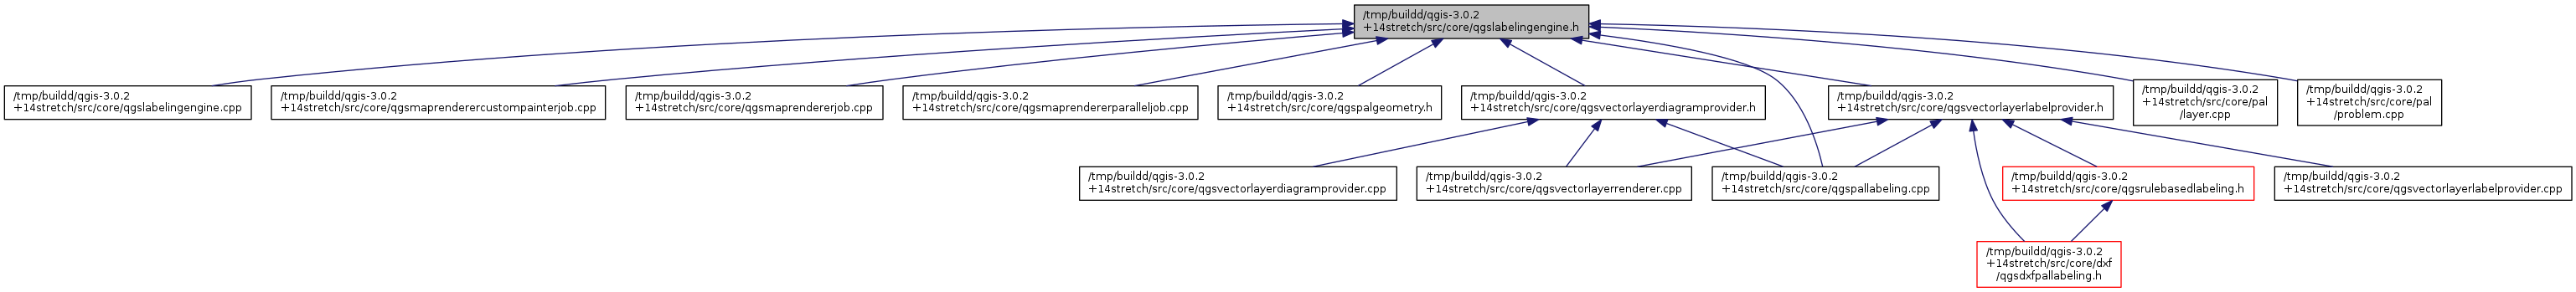 /tmp/buildd/qgis-3.0.2
+14stretch/src/core/qgslabelingengine.h
/tmp/buildd/qgis-3.0.2
+14stretch/src/core/qgslabelingengine.cpp
/tmp/buildd/qgis-3.0.2
+14stretch/src/core/qgsmaprenderercustompainterjob.cpp
/tmp/buildd/qgis-3.0.2
+14stretch/src/core/qgsmaprendererjob.cpp
/tmp/buildd/qgis-3.0.2
+14stretch/src/core/qgsmaprendererparalleljob.cpp
/tmp/buildd/qgis-3.0.2
+14stretch/src/core/qgspalgeometry.h
/tmp/buildd/qgis-3.0.2
+14stretch/src/core/qgsvectorlayerdiagramprovider.h
/tmp/buildd/qgis-3.0.2
+14stretch/src/core/qgsvectorlayerlabelprovider.h
/tmp/buildd/qgis-3.0.2
+14stretch/src/core/pal
/layer.cpp
/tmp/buildd/qgis-3.0.2
+14stretch/src/core/pal
/problem.cpp
/tmp/buildd/qgis-3.0.2
+14stretch/src/core/qgsvectorlayerdiagramprovider.cpp
/tmp/buildd/qgis-3.0.2
+14stretch/src/core/qgsvectorlayerrenderer.cpp
/tmp/buildd/qgis-3.0.2
+14stretch/src/core/qgspallabeling.cpp
/tmp/buildd/qgis-3.0.2
+14stretch/src/core/qgsrulebasedlabeling.h
/tmp/buildd/qgis-3.0.2
+14stretch/src/core/qgsvectorlayerlabelprovider.cpp
/tmp/buildd/qgis-3.0.2
+14stretch/src/core/dxf
/qgsdxfpallabeling.h